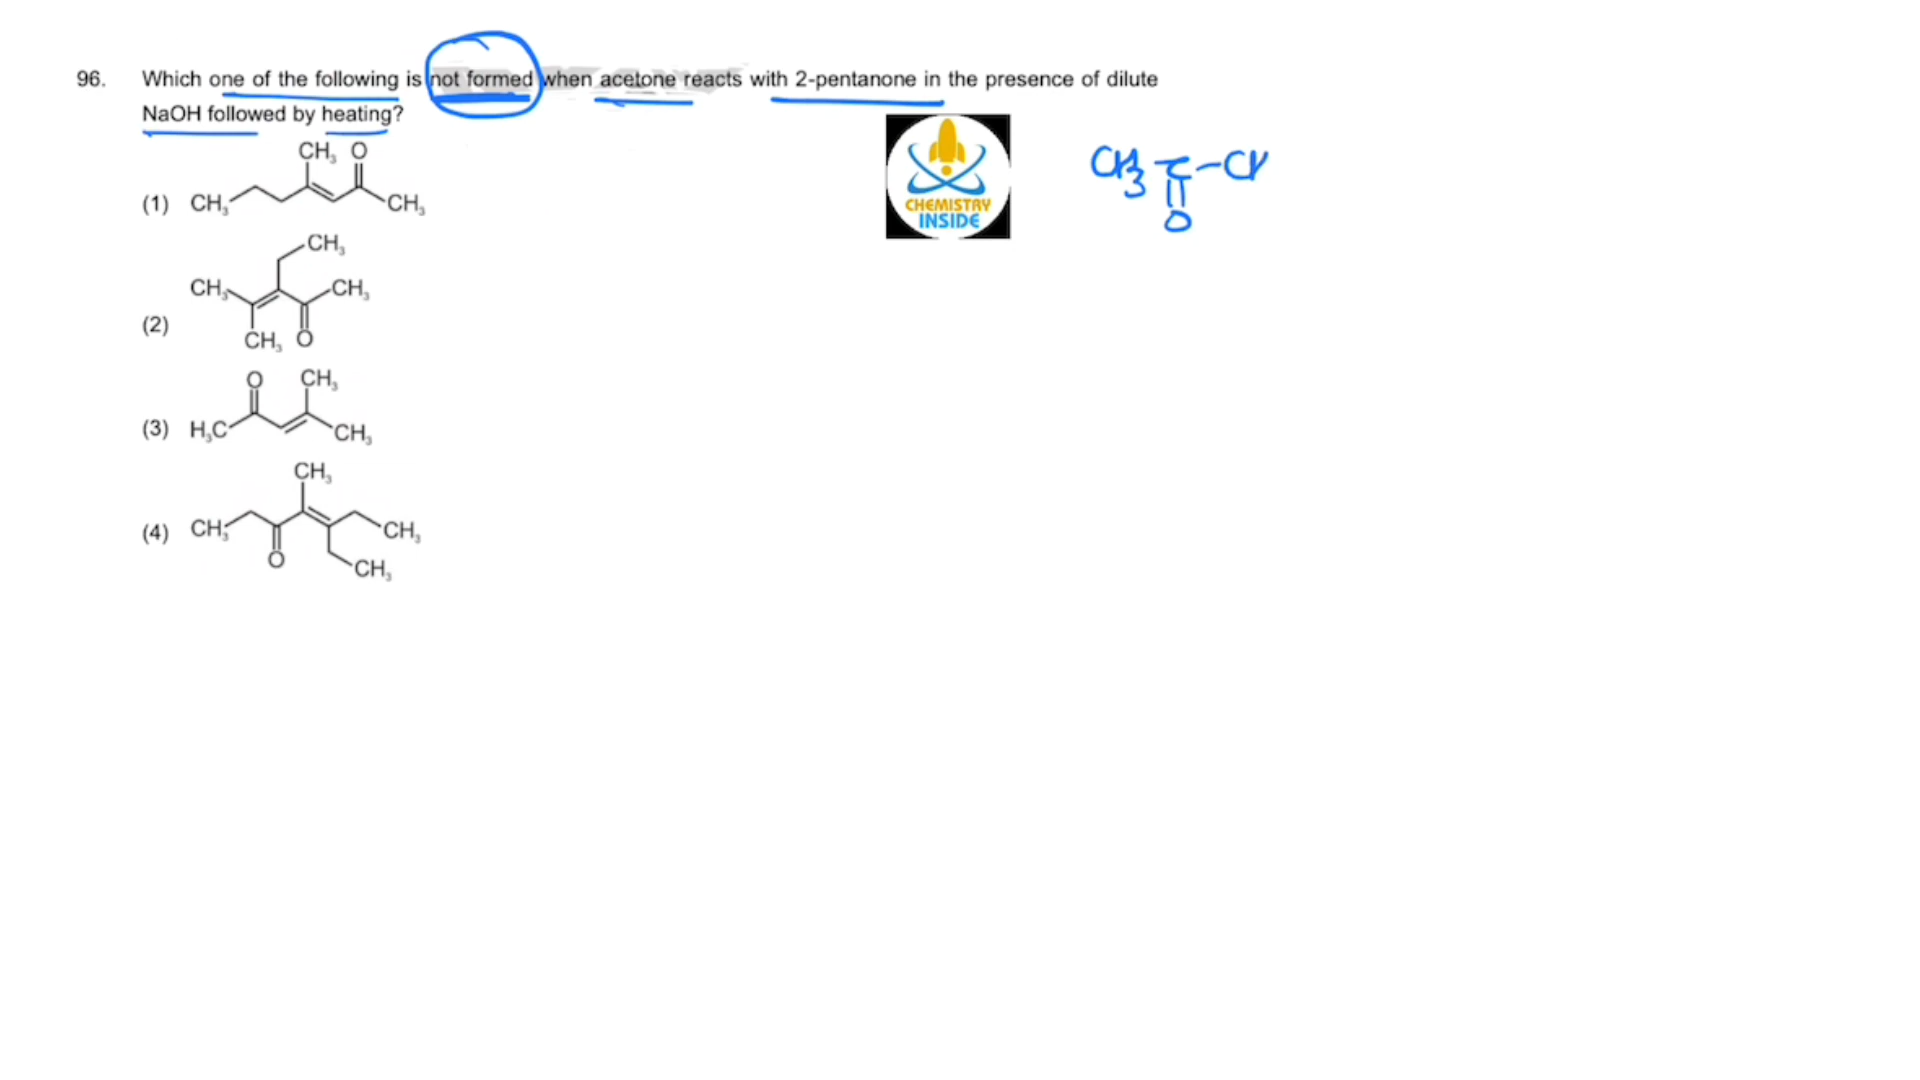 96. Which one of the following is not formed when acetone reacts with 2-pentanone in the presence of dilute
NaOH followed by heating?
CH₃ O
(1) CH₃ CH₃
CH₃
CH₃ CH₃
(2)
CH₃ O
O CH₃
(3) H₃C
CH₃
CH₃
(4) CH₃ CH₃
O
CH₃
CHEMISTRY
INSIDE
CH₃ C-CH
O